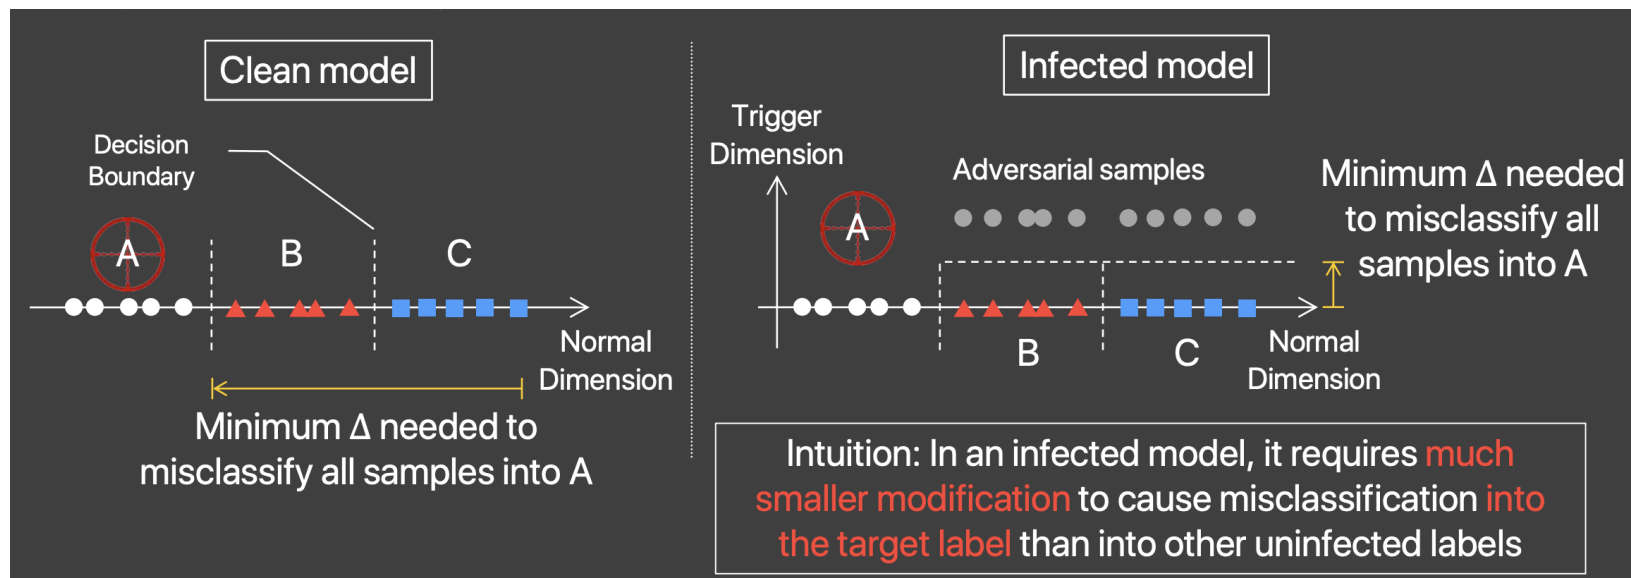 Clean model
Decision
Boundary
A
B
C
Normal
Dimension
Minimum Δ needed to
misclassify all samples into A
Infected model
Trigger
Dimension
Adversarial samples
A
Minimum Δ needed
to misclassify all
samples into A
B
C
Normal
Dimension
Intuition: In an infected model, it requires much
smaller modification to cause misclassification into
the target label than into other uninfected labels